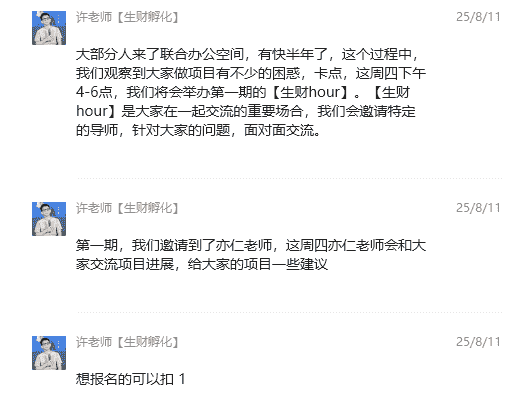 许老师【生财孵化】
25/8/11
大部分人来了联合办公空间，有快半年了，这个过程中，
我们观察到大家做项目有不少的困惑，卡点，这周四下午
4-6点，我们将会举办第一期的【生财hour】。【生财
hour】是大家在一起交流的重要场合，我们会邀请特定
的导师，针对大家的问题，面对面交流。
许老师【生财孵化】
25/8/11
第一期，我们邀请到了亦仁老师，这周四亦仁老师会和大
家交流项目进展，给大家的项目一些建议
许老师【生财孵化】
25/8/11
想报名的可以扣 1